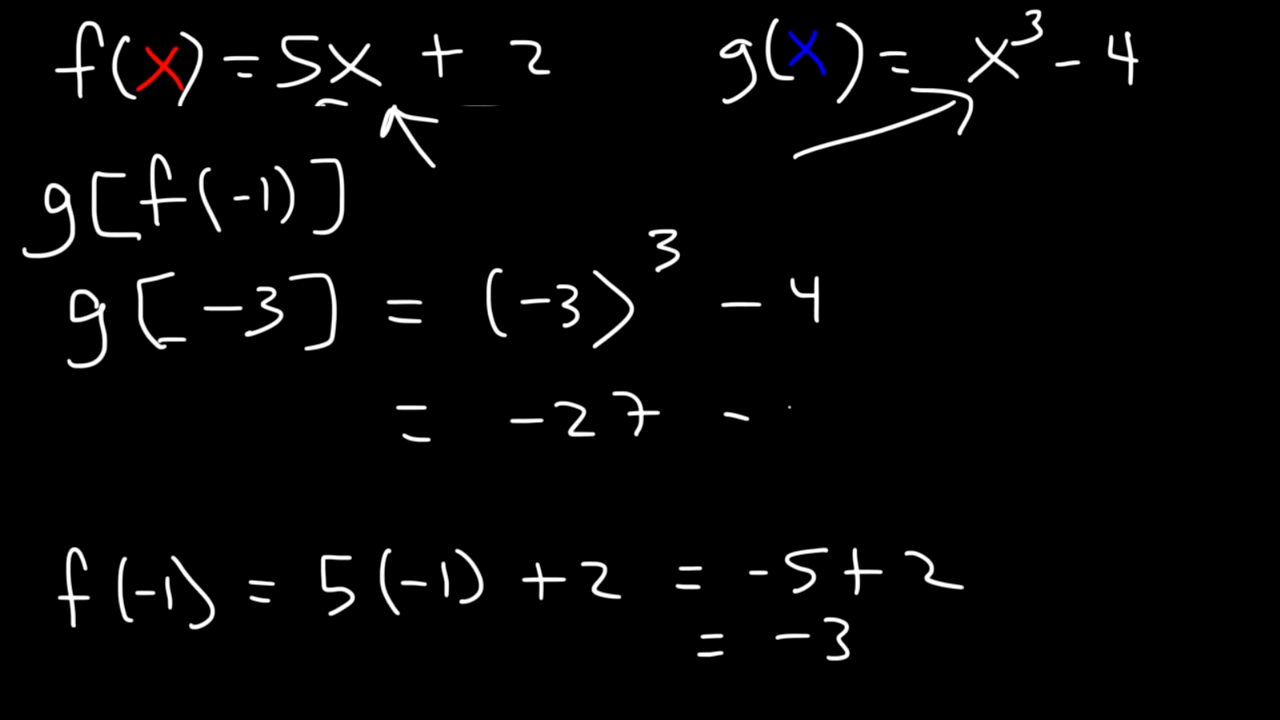 f(x) = 5x + 2
g(x) = x³ - 4
g[f(-1)]
g[-3] = (-3)³ - 4
= -27 -
f(-1) = 5(-1) + 2 = -5 + 2
= -3